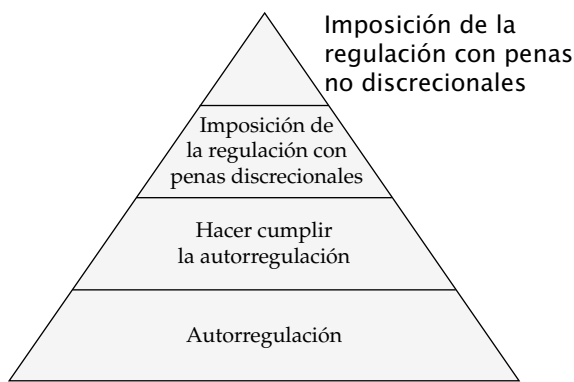 Imposición de la
regulación con penas
no discrecionales
Imposición de
la regulación con
penas discrecionales
Hacer cumplir
la autorregulación
Autorregulación